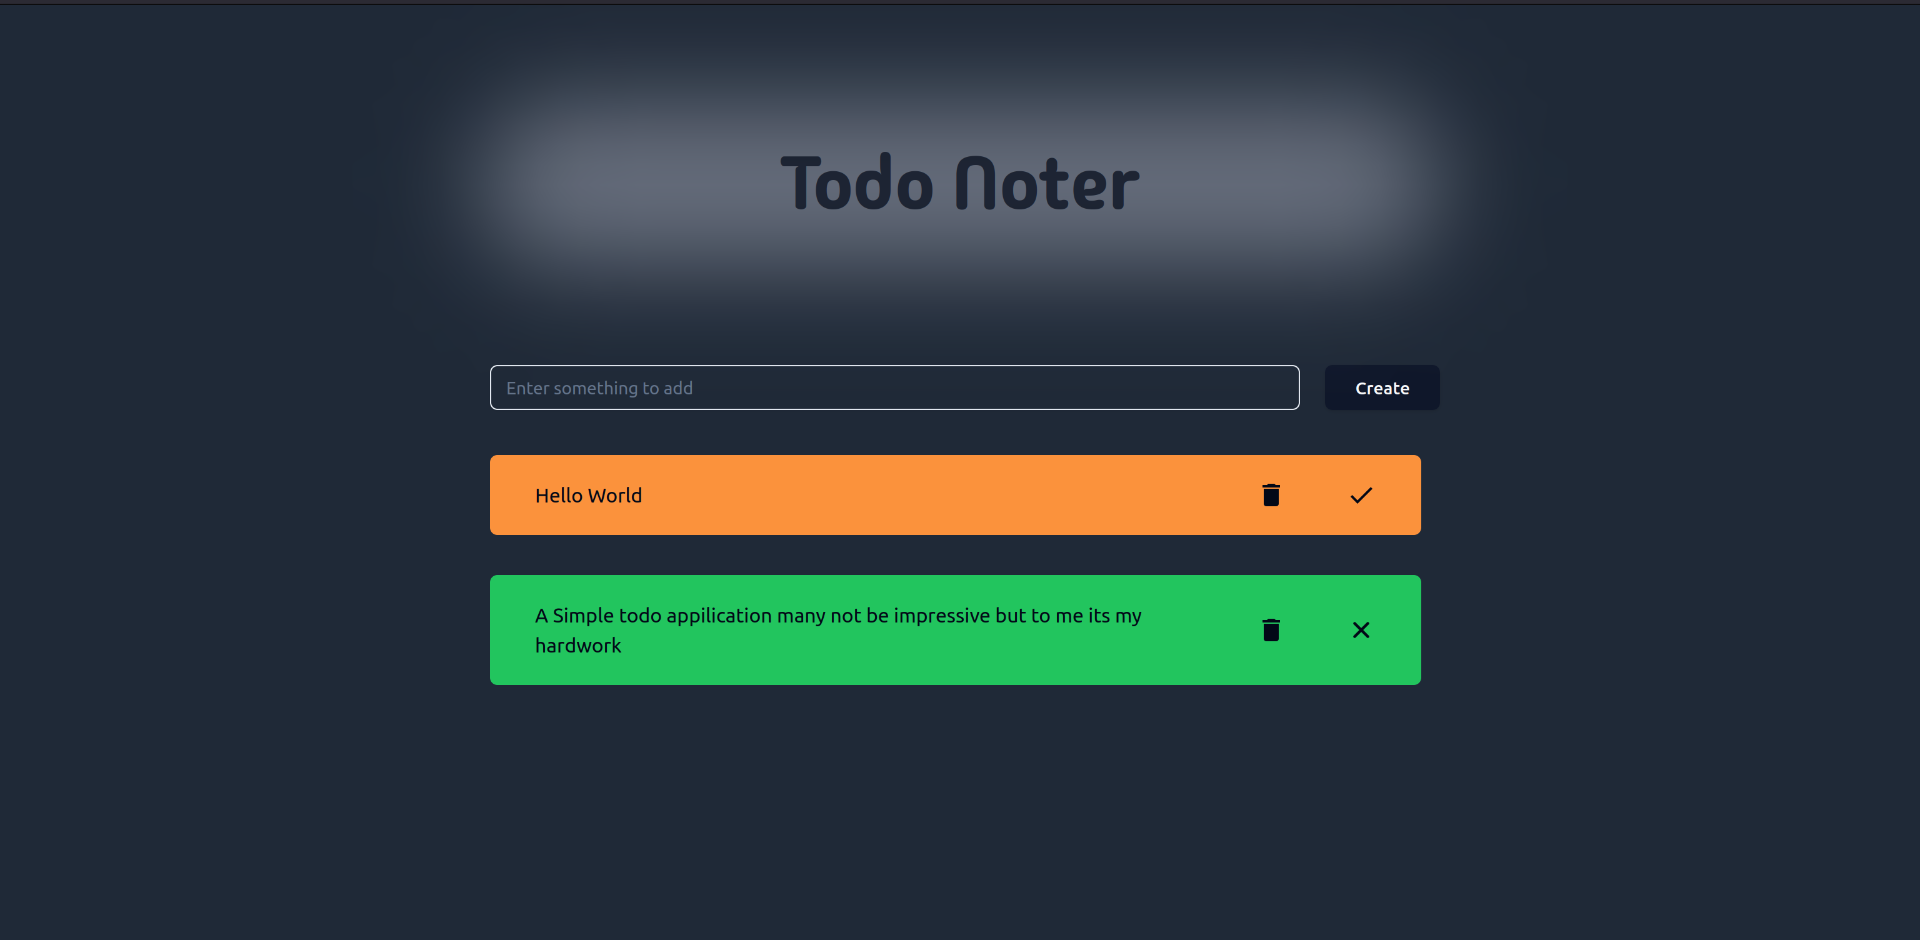 Todo Noter
Enter something to add
Create
Hello World
A Simple todo appilication many not be impressive but to me its my
hardwork